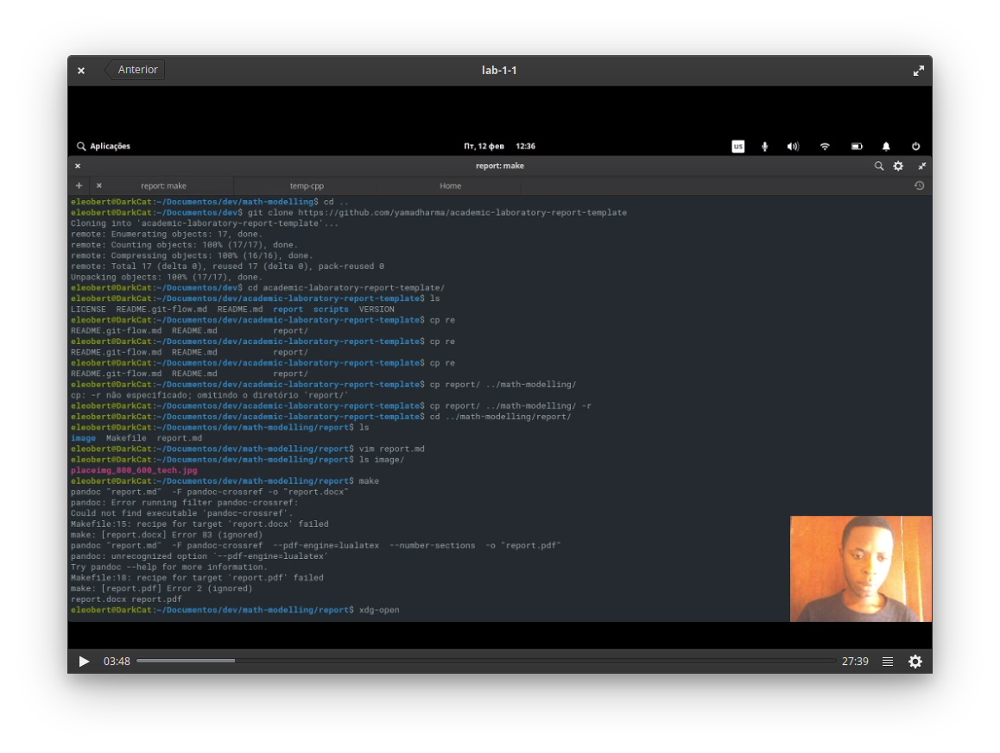 Anterior lab-1-1
Aplicações Пт, 12 фев 12:36 us
report: make
report: make temp-cpp Home
eleobert@DarkCat:~/Documentos/dev/math-modelling$ cd ..
eleobert@DarkCat:~/Documentos/dev$ git clone https://github.com/yamadharma/academic-laboratory-report-template
Cloning into 'academic-laboratory-report-template'...
remote: Enumerating objects: 17, done.
remote: Counting objects: 100% (17/17), done.
remote: Compressing objects: 100% (16/16), done.
remote: Total 17 (delta 0), reused 17 (delta 0), pack-reused 0
Unpacking objects: 100% (17/17), done.
eleobert@DarkCat:~/Documentos/dev$ cd academic-laboratory-report-template/
eleobert@DarkCat:~/Documentos/dev/academic-laboratory-report-template$ ls
LICENSE README.git-flow.md README.md report scripts VERSION
eleobert@DarkCat:~/Documentos/dev/academic-laboratory-report-template$ cp re
README.git-flow.md README.md report/
eleobert@DarkCat:~/Documentos/dev/academic-laboratory-report-template$ cp re
README.git-flow.md README.md report/
eleobert@DarkCat:~/Documentos/dev/academic-laboratory-report-template$ cp re
README.git-flow.md README.md report/
eleobert@DarkCat:~/Documentos/dev/academic-laboratory-report-template$ cp report/ ../math-modelling/
cp: -r não especificado; omitindo o diretório 'report/'
eleobert@DarkCat:~/Documentos/dev/academic-laboratory-report-template$ cp report/ ../math-modelling/ -r
eleobert@DarkCat:~/Documentos/dev/academic-laboratory-report-template$ cd ../math-modelling/report/
eleobert@DarkCat:~/Documentos/dev/math-modelling/report$ ls
image Makefile report.md
eleobert@DarkCat:~/Documentos/dev/math-modelling/report$ vim report.md
eleobert@DarkCat:~/Documentos/dev/math-modelling/report$ ls image/
placeimg_800_600_tech.jpg
eleobert@DarkCat:~/Documentos/dev/math-modelling/report$ make
pandoc "report.md" -F pandoc-crossref -o "report.docx"
pandoc: Error running filter pandoc-crossref:
Could not find executable 'pandoc-crossref'.
Makefile:15: recipe for target 'report.docx' failed
make: [report.docx] Error 83 (ignored)
pandoc "report.md" -F pandoc-crossref --pdf-engine=lualatex --number-sections -o "report.pdf"
pandoc: unrecognized option `--pdf-engine=lualatex'
Try pandoc --help for more information.
Makefile:18: recipe for target 'report.pdf' failed
make: [report.pdf] Error 2 (ignored)
report.docx report.pdf
eleobert@DarkCat:~/Documentos/dev/math-modelling/report$ xdg-open
03:48 27:39